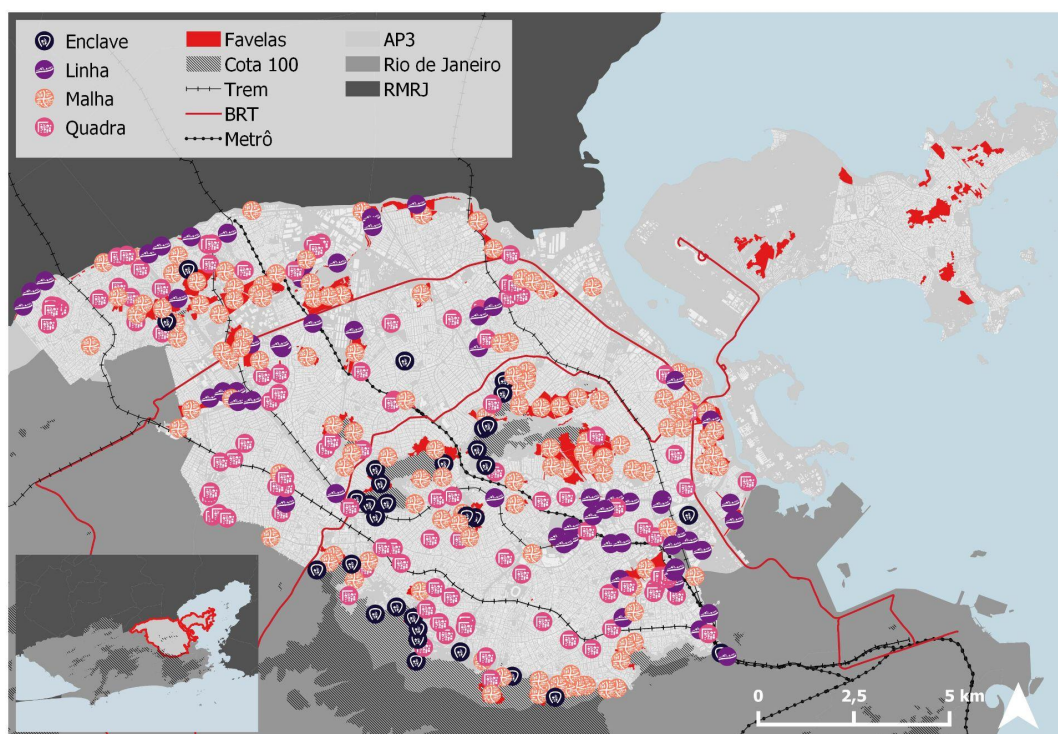 Enclave
Linha
Malha
Quadra
Favelas
Cota 100
Trem
BRT
Metrô
AP3
Rio de Janeiro
RMRJ
0 2,5 5 km